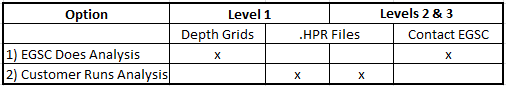 Option Level 1 Levels 2 & 3
Depth Grids .HPR Files Contact EGSC
1) EGSC Does Analysis x x
2) Customer Runs Analysis x x